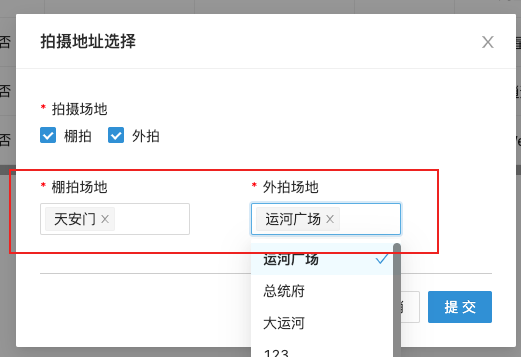 拍摄地址选择
否
否
否
* 拍摄场地
棚拍 外拍
* 棚拍场地 * 外拍场地
天安门 运河广场
运河广场
总统府
大运河
123
提 交